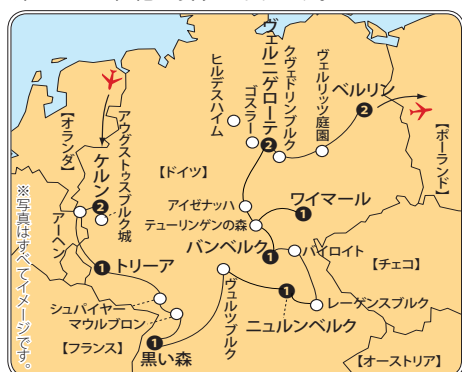 ヴェルニゲローデ
クヴェドリンブルク
ヴェルリッツ庭園
ベルリン
ヒルデスハイム
ゴスラー
❷
❷
【オランダ】
アウグストゥスブルク城
ケルン
❷
【ドイツ】
【ポーランド】
アイゼナッハ
ワイマール
❶
テューリンゲンの森
アーヘン
バンベルク
❶
バイロイト
【チェコ】
❶トリーア
シュパイヤー
マウルブロン
ヴュルツブルク
❶
ニュルンベルク
レーゲンスブルク
【フランス】
❶
黒い森
【オーストリア】
※写真はすべてイメージです。